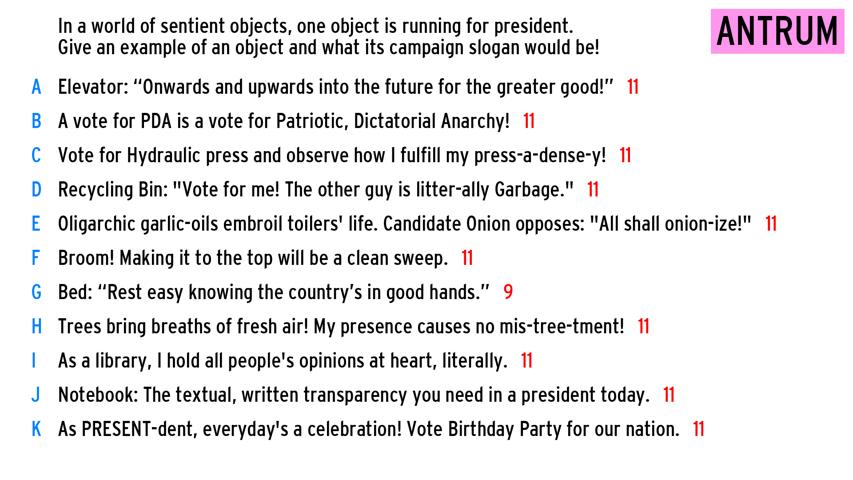 In a world of sentient objects, one object is running for president.
Give an example of an object and what its campaign slogan would be!
ANTRUM
A Elevator: “Onwards and upwards into the future for the greater good!” 11
B A vote for PDA is a vote for Patriotic, Dictatorial Anarchy! 11
C Vote for Hydraulic press and observe how I fulfill my press-a-dense-y! 11
D Recycling Bin: "Vote for me! The other guy is litter-ally Garbage." 11
E Oligarchic garlic-oils embroil toilers' life. Candidate Onion opposes: "All shall onion-ize!" 11
F Broom! Making it to the top will be a clean sweep. 11
G Bed: “Rest easy knowing the country’s in good hands.” 9
H Trees bring breaths of fresh air! My presence causes no mis-tree-tment! 11
I As a library, I hold all people's opinions at heart, literally. 11
J Notebook: The textual, written transparency you need in a president today. 11
K As PRESENT-dent, everyday's a celebration! Vote Birthday Party for our nation. 11